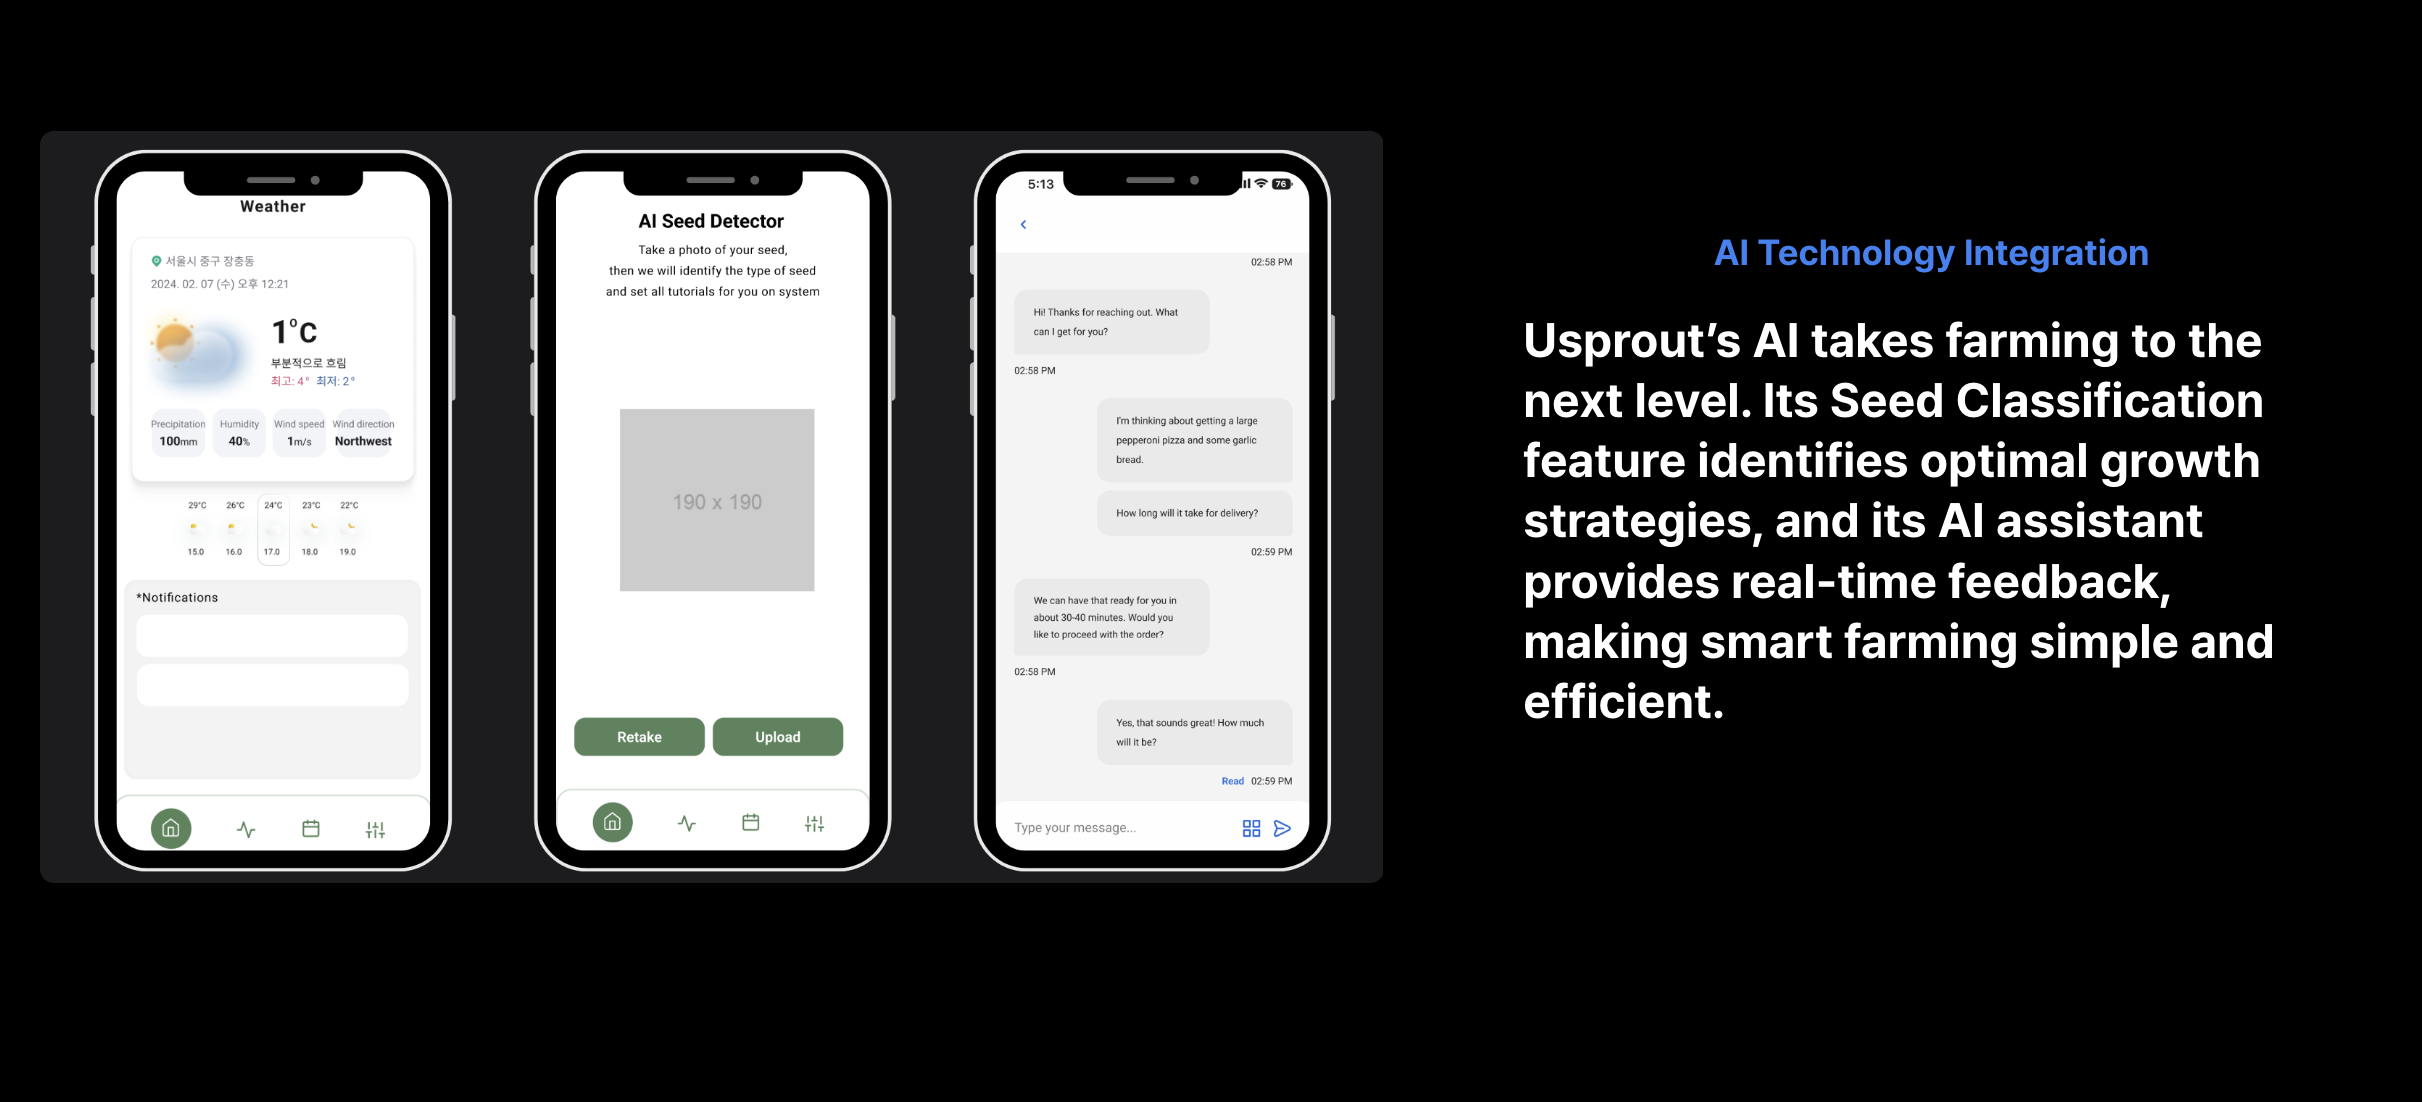 Weather
서울시 중구 장충동
2024. 02. 07 (수) 오후 12:21
1°C
부분적으로 흐림
최고: 4° 최저: 2°
Precipitation Humidity Wind speed Wind direction
100mm 40% 1m/s Northwest
29°C 26°C 24°C 23°C 22°C
15.0 16.0 17.0 18.0 19.0
*Notifications
AI Seed Detector
Take a photo of your seed,
then we will identify the type of seed
and set all tutorials for you on system
190 x 190
Retake Upload
5:13 76
02:58 PM
Hi! Thanks for reaching out. What
can I get for you?
02:58 PM
I'm thinking about getting a large
pepperoni pizza and some garlic
bread.
How long will it take for delivery?
02:59 PM
We can have that ready for you in
about 30-40 minutes. Would you
like to proceed with the order?
02:58 PM
Yes, that sounds great! How much
will it be?
Read 02:59 PM
Type your message...
AI Technology Integration
Usprout’s AI takes farming to the
next level. Its Seed Classification
feature identifies optimal growth
strategies, and its AI assistant
provides real-time feedback,
making smart farming simple and
efficient.